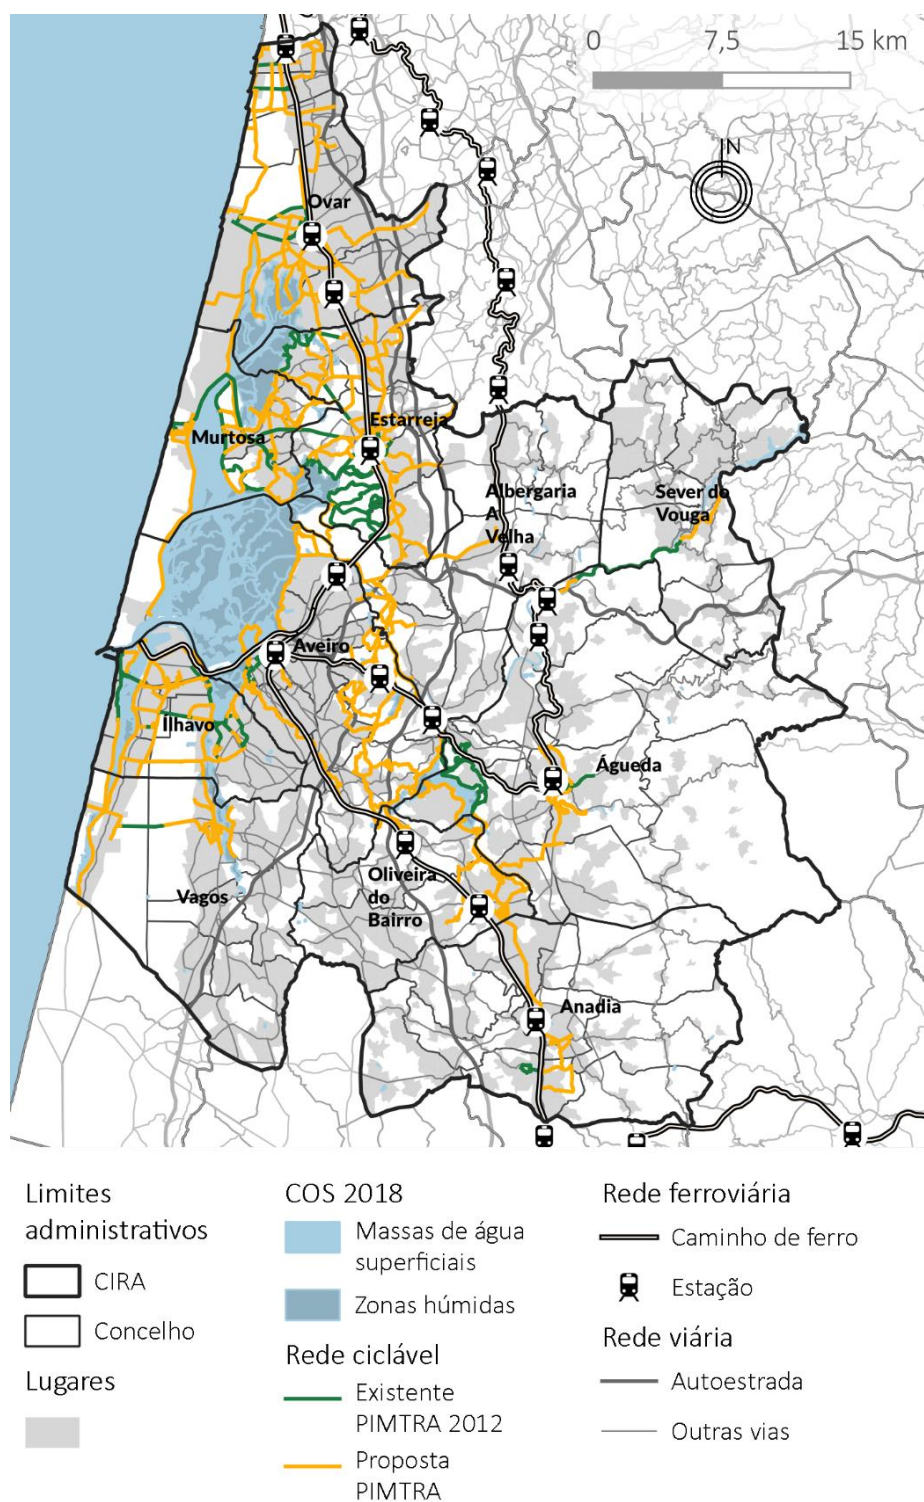 0 7,5 15 km
N
Ovar
Estarreja
Murtosa
Albergaria
A
Velha
Sever do
Vouga
Aveiro
Ílhavo
Águeda
Oliveira
do
Bairro
Vagos
Anadia
Limites
administrativos
CIRA
Concelho
Lugares
COS 2018
Massas de água
superficiais
Zonas húmidas
Rede ciclável
Existente
PIMTRA 2012
Proposta
PIMTRA
Rede ferroviária
Caminho de ferro
Estação
Rede viária
Autoestrada
Outras vias